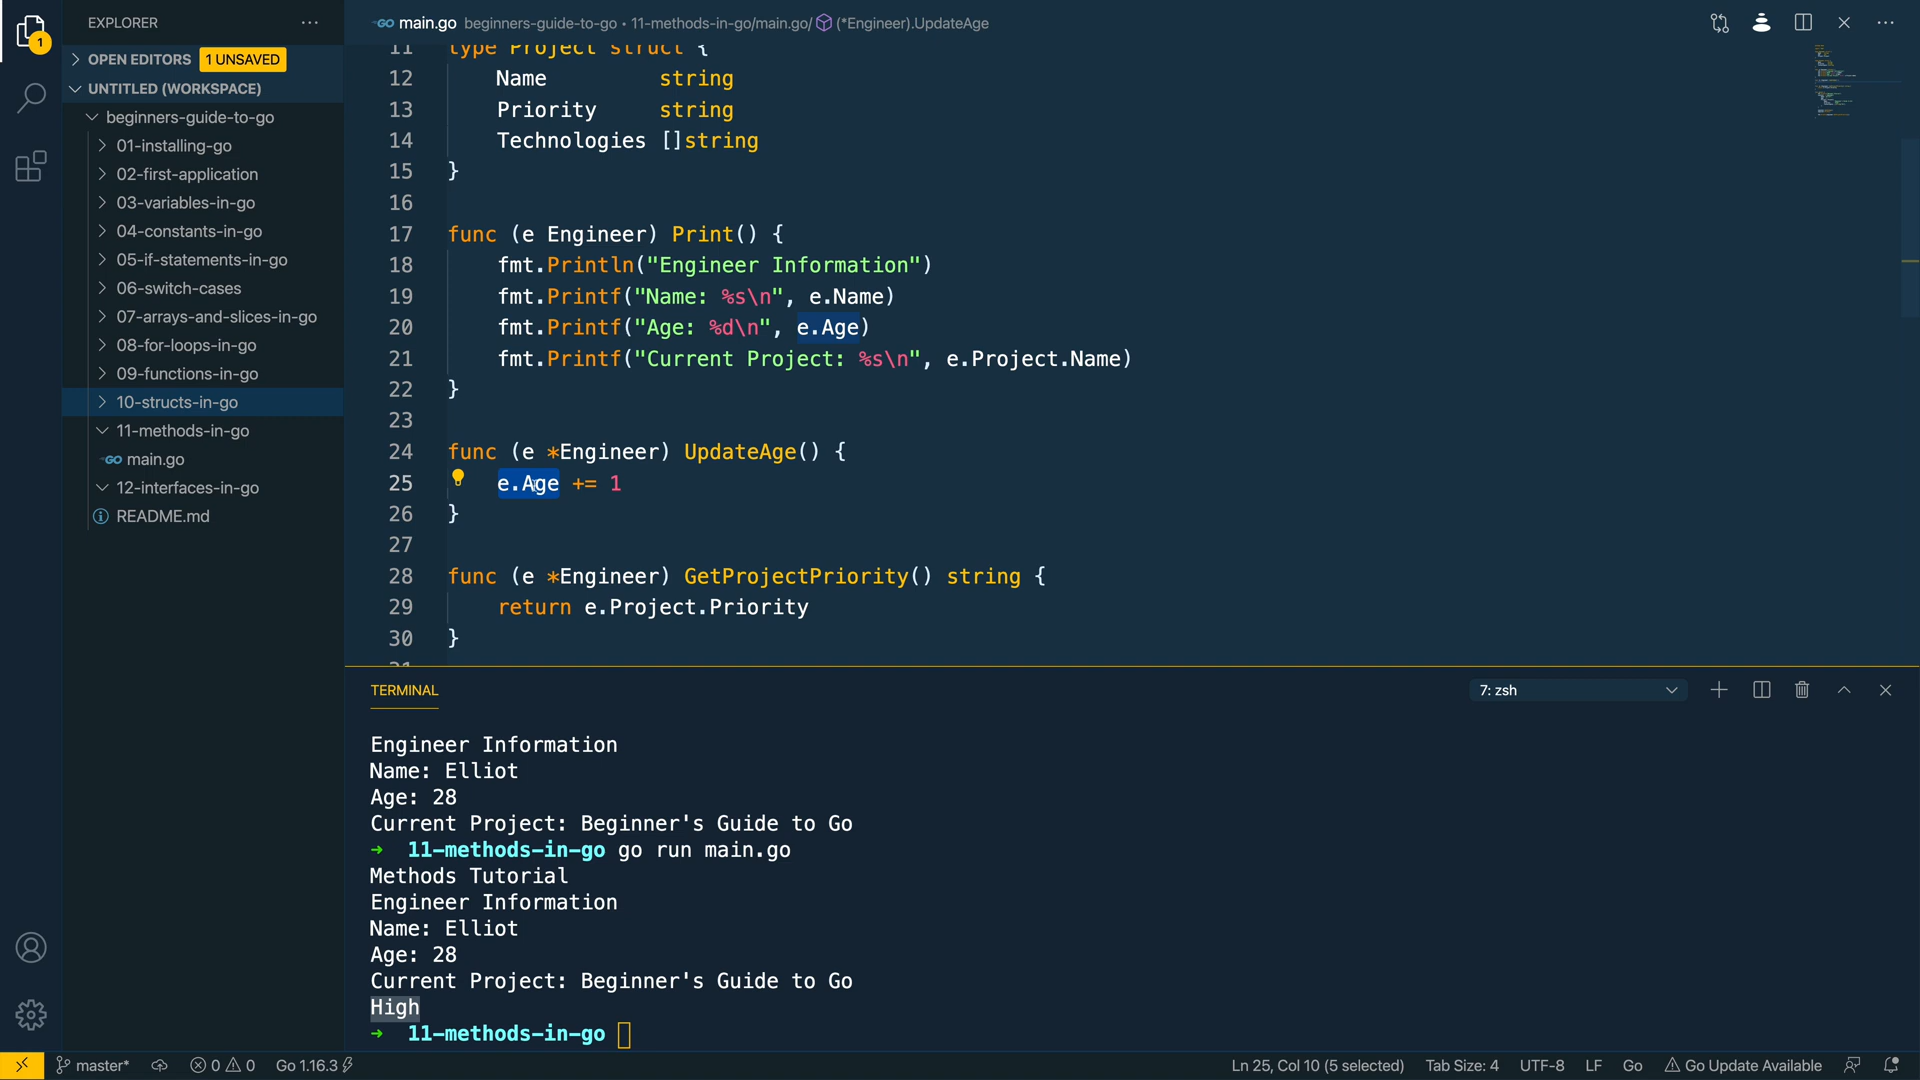 EXPLORER
1
OPEN EDITORS 1 UNSAVED
UNTITLED (WORKSPACE)
beginners-guide-to-go
01-installing-go
02-first-application
03-variables-in-go
04-constants-in-go
05-if-statements-in-go
06-switch-cases
07-arrays-and-slices-in-go
08-for-loops-in-go
09-functions-in-go
10-structs-in-go
11-methods-in-go
GO main.go
12-interfaces-in-go
README.md
GO main.go beginners-guide-to-go • 11-methods-in-go/main.go/ (*Engineer).UpdateAge
11 type Project struct {
12 Name string
13 Priority string
14 Technologies []string
15 }
16
17 func (e Engineer) Print() {
18 fmt.Println("Engineer Information")
19 fmt.Printf("Name: %s\n", e.Name)
20 fmt.Printf("Age: %d\n", e.Age)
21 fmt.Printf("Current Project: %s\n", e.Project.Name)
22 }
23
24 func (e *Engineer) UpdateAge() {
25 e.Age += 1
26 }
27
28 func (e *Engineer) GetProjectPriority() string {
29 return e.Project.Priority
30 }
31
TERMINAL
7: zsh
Engineer Information
Name: Elliot
Age: 28
Current Project: Beginner's Guide to Go
→ 11-methods-in-go go run main.go
Methods Tutorial
Engineer Information
Name: Elliot
Age: 28
Current Project: Beginner's Guide to Go
High
→ 11-methods-in-go
master* 0 0 Go 1.16.3 Ln 25, Col 10 (5 selected) Tab Size: 4 UTF-8 LF Go Go Update Available